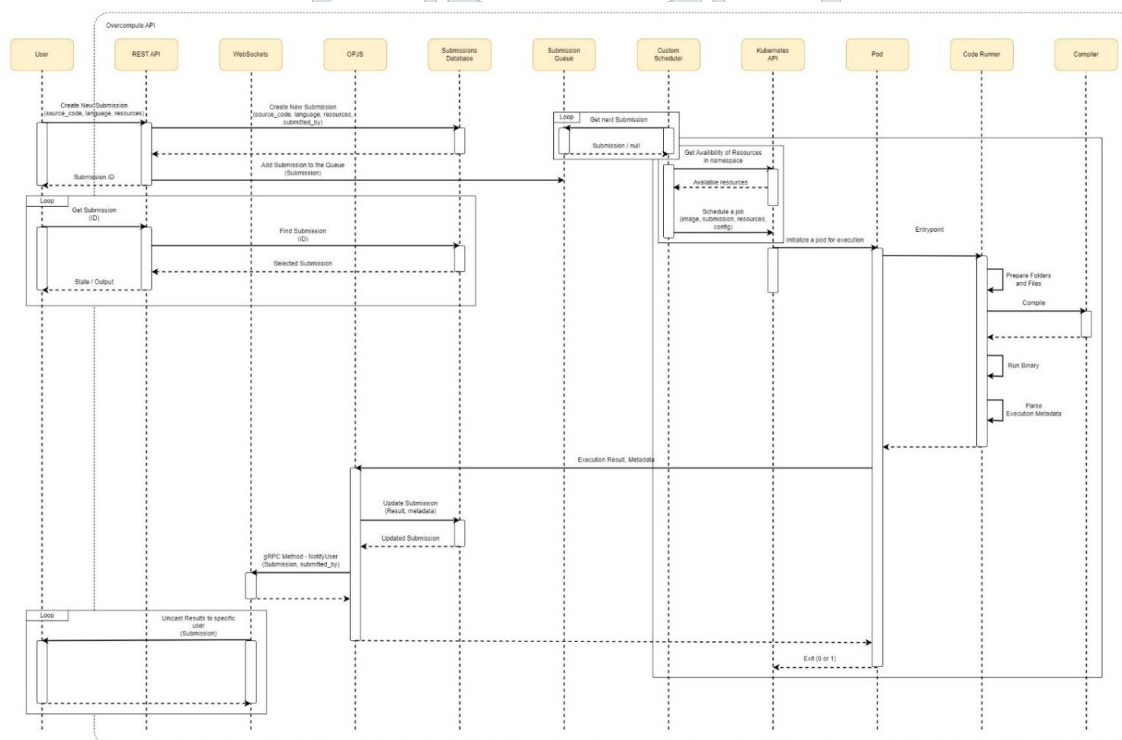 Overcompute API
User
REST API
WebSockets
OPJS
Submissions
Database
Submission
Queue
Custom
Scheduler
Kubernetes
API
Pod
Code Runner
Compiler
Create New Submission
(source_code, language, resources)
Create New Submission
(source_code, language, resources,
submitted_by)
Loop
Get next Submission
Submission / null
Add Submission to the Queue
(Submission)
Submission ID
Get Availibility of Resources
in namespace
Available resources
Schedule a job
(image, submission, resources,
config)
Loop
Get Submission
(ID)
Find Submission
(ID)
Selected Submission
State / Output
Initialize a pod for execution
Entrypoint
Prepare Folders
and Files
Compile
Run Binary
Parse
Execution Metadata
Execution Result, Metadata
Update Submission
(Result, metadata)
Updated Submission
gRPC Method - NotifyUser
(Submission, submitted_by)
Loop
Unicast Results to specific
user
(Submission)
Exit (0 or 1)